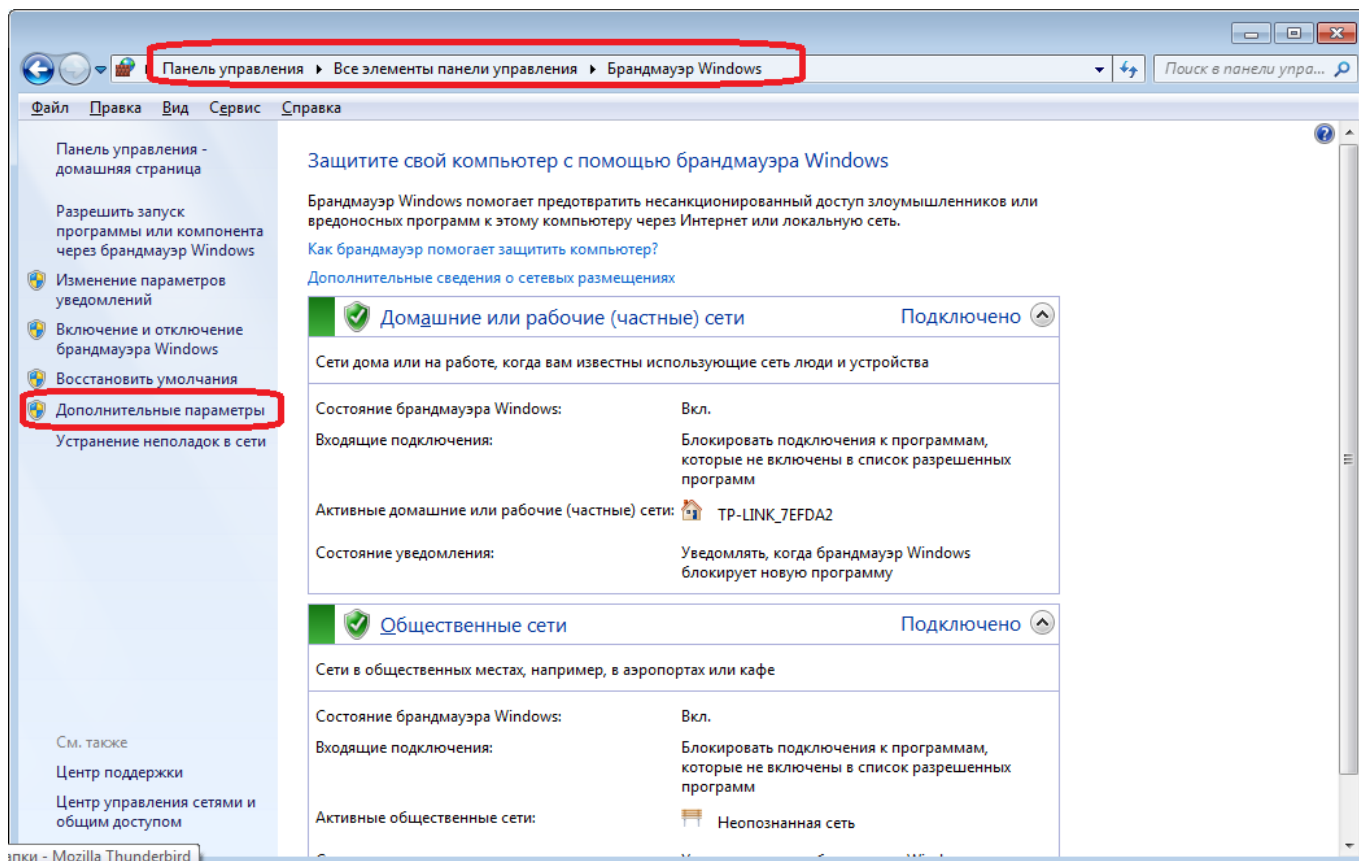 Панель управления ▸ Все элементы панели управления ▸ Брандмауэр Windows
Поиск в панели упра...
Файл Правка Вид Сервис Справка
Панель управления -
домашняя страница
Разрешить запуск
программы или компонента
через брандмауэр Windows
Изменение параметров
уведомлений
Включение и отключение
брандмауэра Windows
Восстановить умолчания
Дополнительные параметры
Устранение неполадок в сети
См. также
Центр поддержки
Центр управления сетями и
общим доступом
Защитите свой компьютер с помощью брандмауэра Windows
Брандмауэр Windows помогает предотвратить несанкционированный доступ злоумышленников или
вредоносных программ к этому компьютеру через Интернет или локальную сеть.
Как брандмауэр помогает защитить компьютер?
Дополнительные сведения о сетевых размещениях
Домашние или рабочие (частные) сети Подключено
Сети дома или на работе, когда вам известны использующие сеть люди и устройства
Состояние брандмауэра Windows: Вкл.
Входящие подключения: Блокировать подключения к программам,
которые не включены в список разрешенных
программ
Активные домашние или рабочие (частные) сети: TP-LINK_7EFDA2
Состояние уведомления: Уведомлять, когда брандмауэр Windows
блокирует новую программу
Общественные сети Подключено
Сети в общественных местах, например, в аэропортах или кафе
Состояние брандмауэра Windows: Вкл.
Входящие подключения: Блокировать подключения к программам,
которые не включены в список разрешенных
программ
Активные общественные сети: Неопознанная сеть
апки - Mozilla Thunderbird